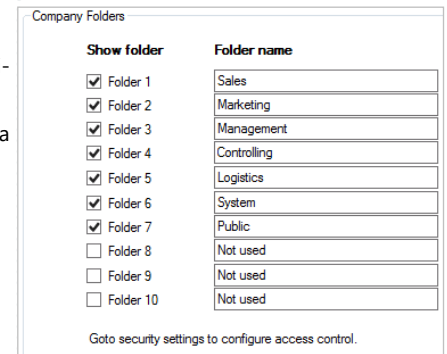 Company Folders
Show folder Folder name
-
Folder 1 Sales
Folder 2 Marketing
a
Folder 3 Management
Folder 4 Controlling
Folder 5 Logistics
Folder 6 System
Folder 7 Public
Folder 8 Not used
Folder 9 Not used
Folder 10 Not used
Goto security settings to configure access control.